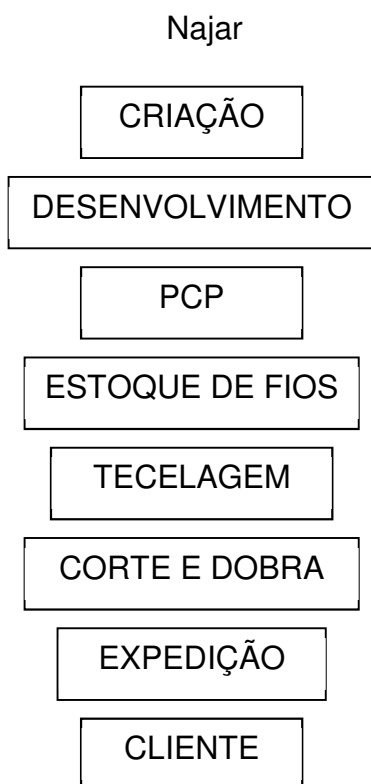 Najar
CRIAÇÃO
DESENVOLVIMENTO
PCP
ESTOQUE DE FIOS
TECELAGEM
CORTE E DOBRA
EXPEDIÇÃO
CLIENTE